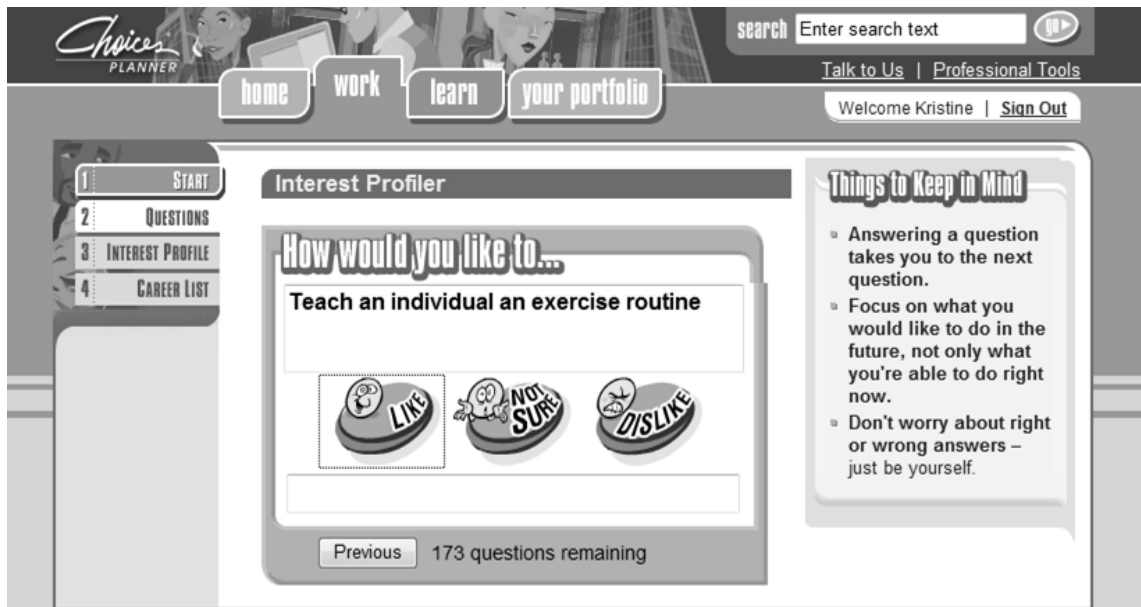 Choices
PLANNER
search Enter search text go
Talk to Us | Professional Tools
home work learn your portfolio
Welcome Kristine | Sign Out
1 START
2 QUESTIONS
3 INTEREST PROFILE
4 CAREER LIST
Interest Profiler
How would you like to...
Teach an individual an exercise routine
LIKE
NOT SURE
DISLIKE
Previous 173 questions remaining
Things to Keep in Mind
Answering a question
takes you to the next
question.
Focus on what you
would like to do in the
future, not only what
you're able to do right
now.
Don't worry about right
or wrong answers –
just be yourself.